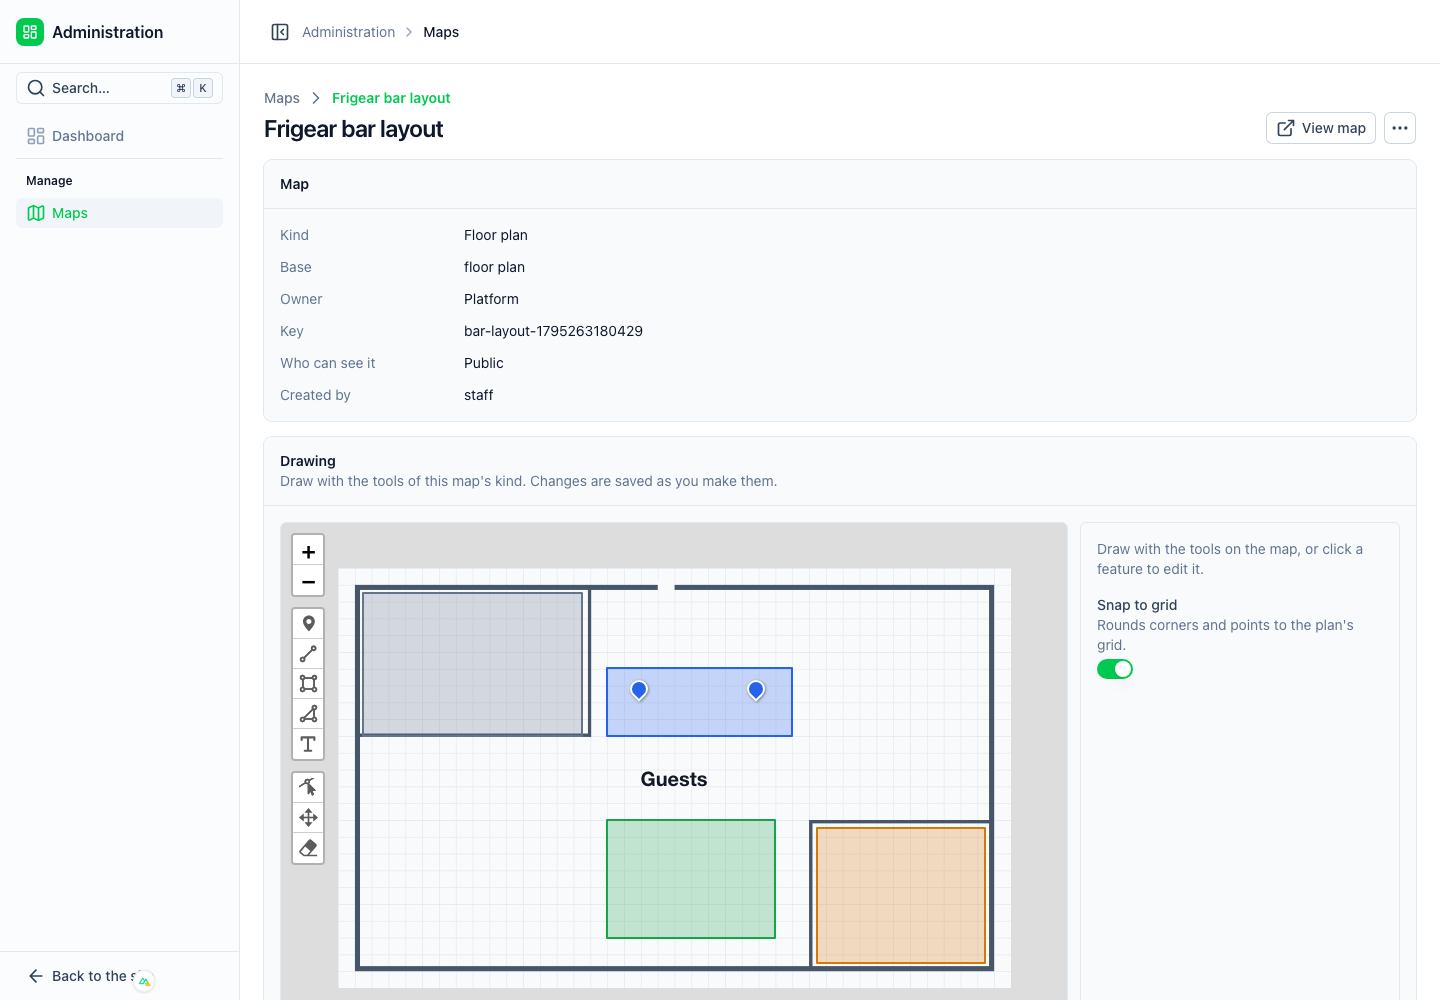 Administration
Administration
Maps
Search...
⌘ K
Dashboard
Manage
Maps
Maps
Frigear bar layout
Frigear bar layout
View map
Map
Kind
Floor plan
Base
floor plan
Owner
Platform
Key
bar-layout-1795263180429
Who can see it
Public
Created by
staff
Drawing
Draw with the tools of this map's kind. Changes are saved as you make them.
+
−
T
Guests
Draw with the tools on the map, or click a
feature to edit it.
Snap to grid
Rounds corners and points to the plan's
grid.
Back to the